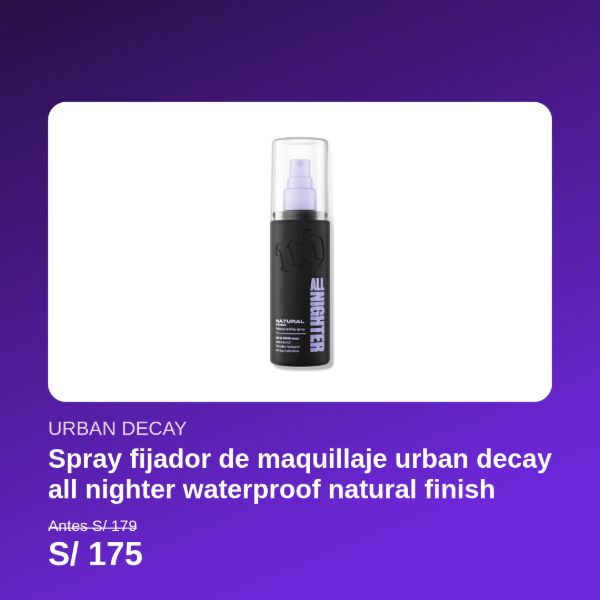 UD
ALL
NIGHTER
NATURAL
URBAN DECAY
Spray fijador de maquillaje urban decay
all nighter waterproof natural finish
Antes S/ 179
S/ 175